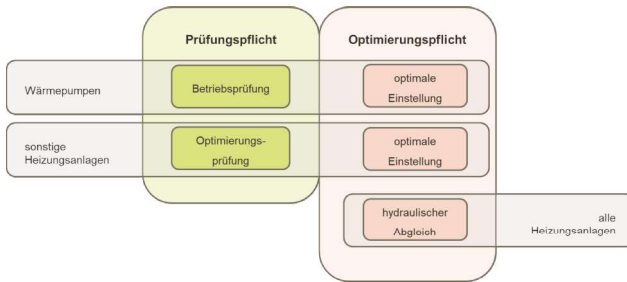 Prüfungspflicht
Optimierungspflicht
Wärmepumpen
Betriebsprüfung
optimale
Einstellung
sonstige
Heizungsanlagen
Optimierungs-
prüfung
optimale
Einstellung
hydraulischer
Abgleich
alle
Heizungsanlagen